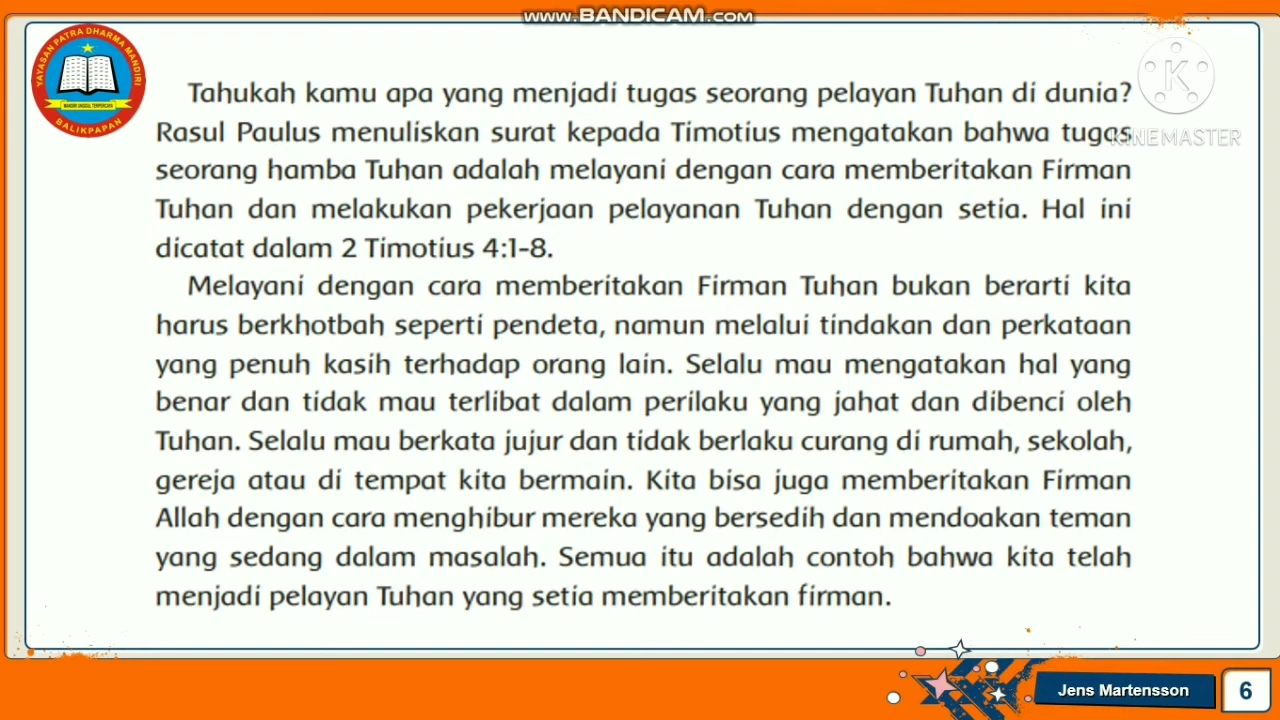 www.BANDICAM.com
YAYASAN PATRA DHARMA MANDIRI
MANDIRI UNGGUL TERPERCAYA
BALIKPAPAN
K
KINEMASTER
Tahukah kamu apa yang menjadi tugas seorang pelayan Tuhan di dunia?
Rasul Paulus menuliskan surat kepada Timotius mengatakan bahwa tugas
seorang hamba Tuhan adalah melayani dengan cara memberitakan Firman
Tuhan dan melakukan pekerjaan pelayanan Tuhan dengan setia. Hal ini
dicatat dalam 2 Timotius 4:1-8.
Melayani dengan cara memberitakan Firman Tuhan bukan berarti kita
harus berkhotbah seperti pendeta, namun melalui tindakan dan perkataan
yang penuh kasih terhadap orang lain. Selalu mau mengatakan hal yang
benar dan tidak mau terlibat dalam perilaku yang jahat dan dibenci oleh
Tuhan. Selalu mau berkata jujur dan tidak berlaku curang di rumah, sekolah,
gereja atau di tempat kita bermain. Kita bisa juga memberitakan Firman
Allah dengan cara menghibur mereka yang bersedih dan mendoakan teman
yang sedang dalam masalah. Semua itu adalah contoh bahwa kita telah
menjadi pelayan Tuhan yang setia memberitakan firman.
Jens Martensson
6